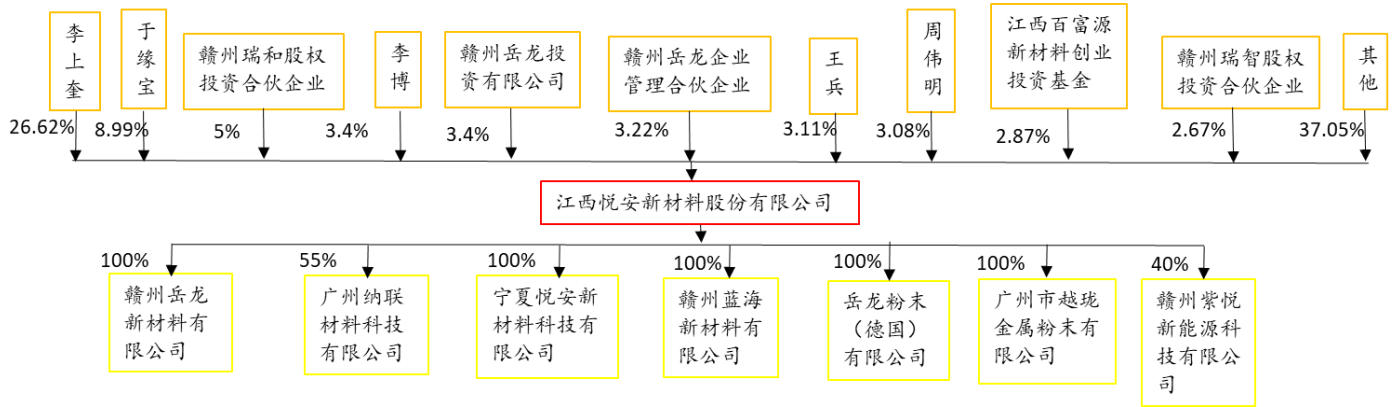 李上奎
于缘宝
赣州瑞和股权
投资合伙企业
李博
赣州岳龙投
资有限公司
赣州岳龙企业
管理合伙企业
王兵
周伟明
江西百富源
新材料创业
投资基金
赣州瑞智股权
投资合伙企业
其他
26.62%
8.99%
5%
3.4%
3.4%
3.22%
3.11%
3.08%
2.87%
2.67%
37.05%
江西悦安新材料股份有限公司
100%
55%
100%
100%
100%
100%
40%
赣州岳龙
新材料有
限公司
广州纳联
材料科技
有限公司
宁夏悦安新
材料科技有
限公司
赣州蓝海
新材料有
限公司
岳龙粉末
（德国）
有限公司
广州市越珑
金属粉末有
限公司
赣州紫悦
新能源科
技有限公
司